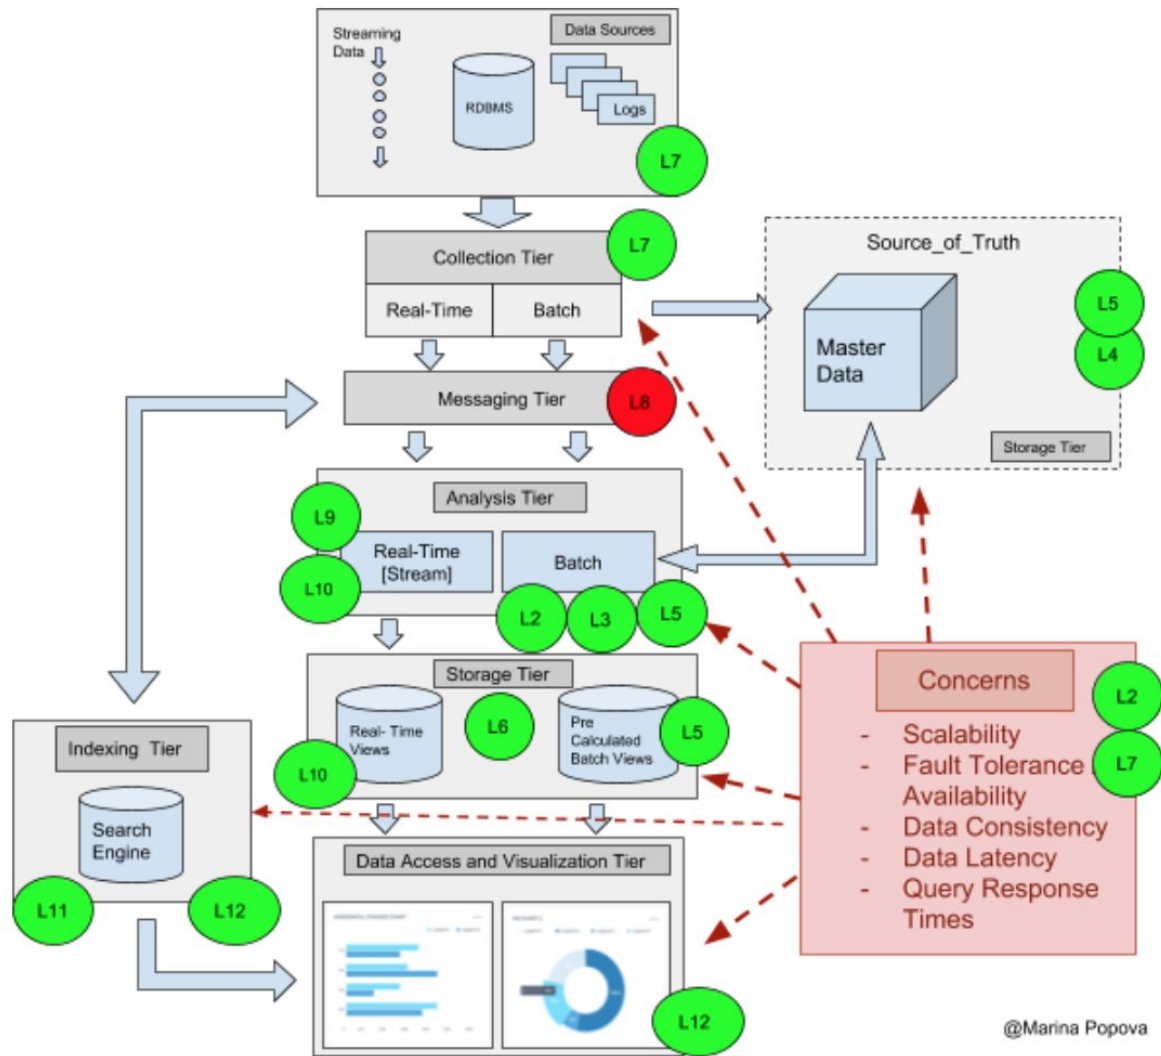 Streaming
Data
Data Sources
RDBMS
Logs
L7
Collection Tier
L7
Real-Time
Batch
Source_of_Truth
Master
Data
L5
L4
Storage Tier
Messaging Tier
L8
Analysis Tier
L9
Real-Time
[Stream]
Batch
L10
L2
L3
L5
Storage Tier
Real- Time
Views
L6
Pre
Calculated
Batch Views
L5
L10
Concerns
L2
- Scalability
- Fault Tolerance
L7
Availability
- Data Consistency
- Data Latency
- Query Response
Times
Indexing Tier
Search
Engine
L11
L12
Data Access and Visualization Tier
L12
@Marina Popova